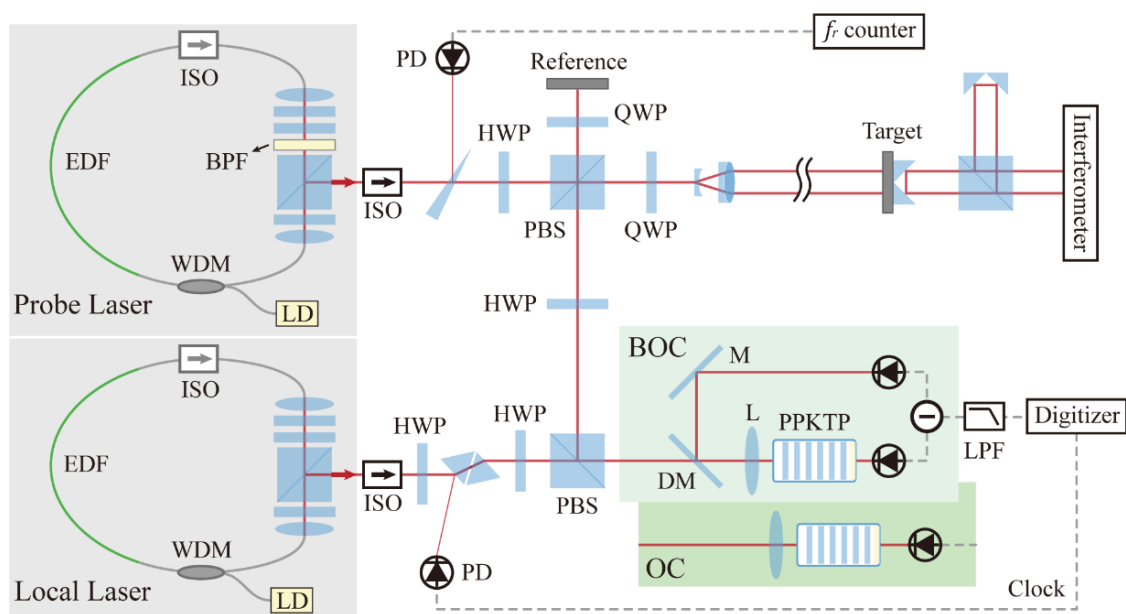 ISO
EDF
BPF
WDM
LD
Probe Laser
ISO
PD
fr counter
Reference
QWP
HWP
PBS
QWP
Target
Interferometer
HWP
ISO
EDF
WDM
LD
Local Laser
ISO
HWP
HWP
PBS
PD
BOC
M
L
PPKTP
DM
LPF
Digitizer
OC
Clock